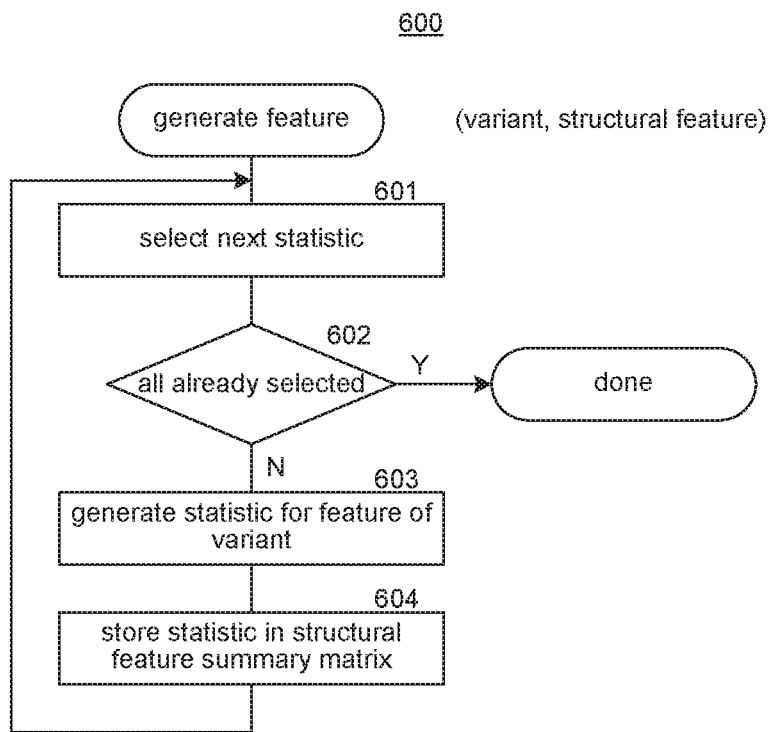 600
generate feature
(variant, structural feature)
601
select next statistic
602
all already selected
Y
done
N
603
generate statistic for feature of
variant
604
store statistic in structural
feature summary matrix